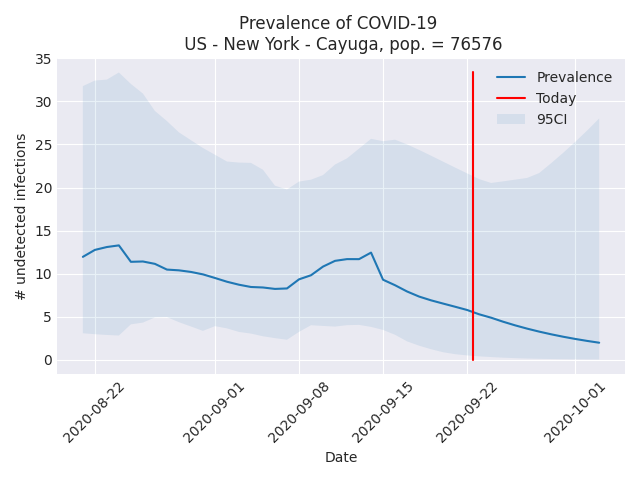 Prevalence of COVID-19
US - New York - Cayuga, pop. = 76576
# undetected infections
35
30
25
20
15
10
5
0
Prevalence
Today
95CI
2020-08-22
2020-09-01
2020-09-08
2020-09-15
2020-09-22
2020-10-01
Date